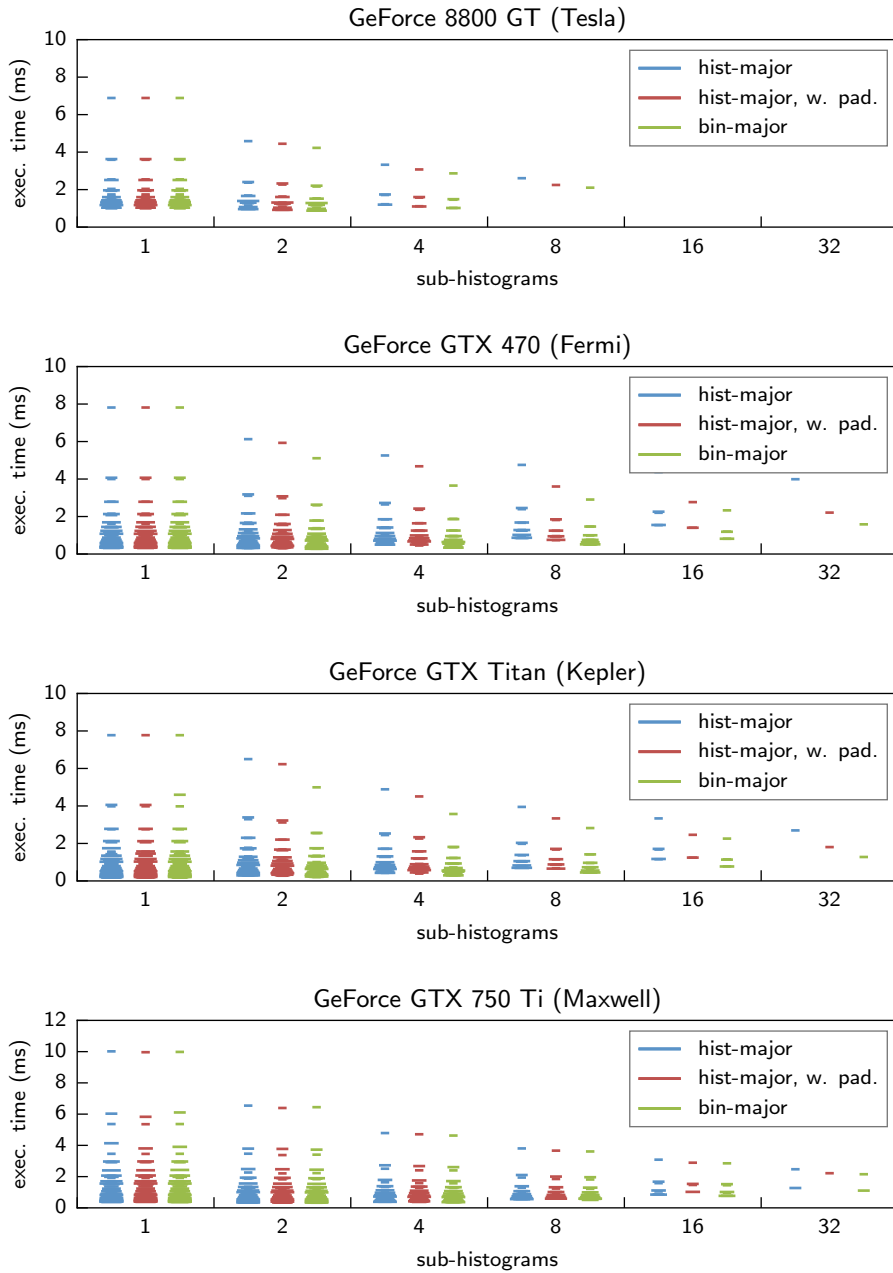 GeForce 8800 GT (Tesla)
exec. time (ms)
10
8
6
4
2
0
hist-major
hist-major, w. pad.
bin-major
1 2 4 8 16 32
sub-histograms
GeForce GTX 470 (Fermi)
exec. time (ms)
10
8
6
4
2
0
hist-major
hist-major, w. pad.
bin-major
1 2 4 8 16 32
sub-histograms
GeForce GTX Titan (Kepler)
exec. time (ms)
10
8
6
4
2
0
hist-major
hist-major, w. pad.
bin-major
1 2 4 8 16 32
sub-histograms
GeForce GTX 750 Ti (Maxwell)
exec. time (ms)
12
10
8
6
4
2
0
hist-major
hist-major, w. pad.
bin-major
1 2 4 8 16 32
sub-histograms